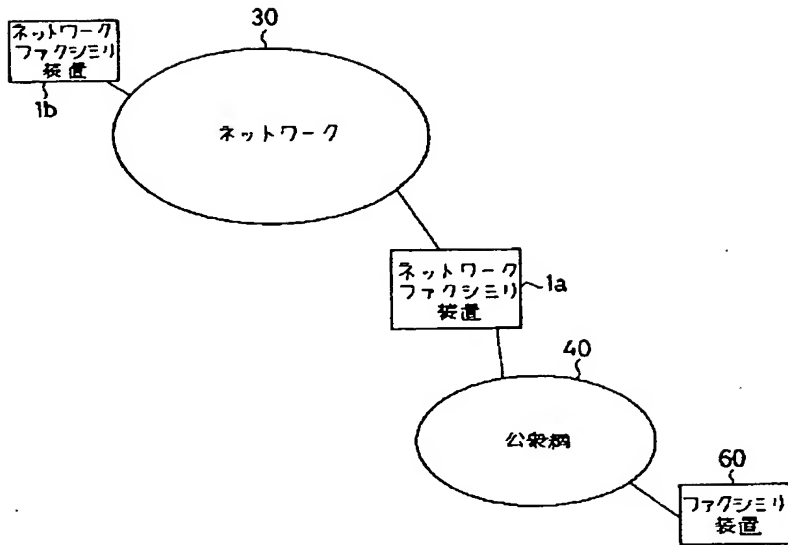 30
ネットワーク
ファクシミリ
装置
1b
ネットワーク
ネットワーク
ファクシミリ
装置
1a
40
公衆網
60
ファクシミリ
装置